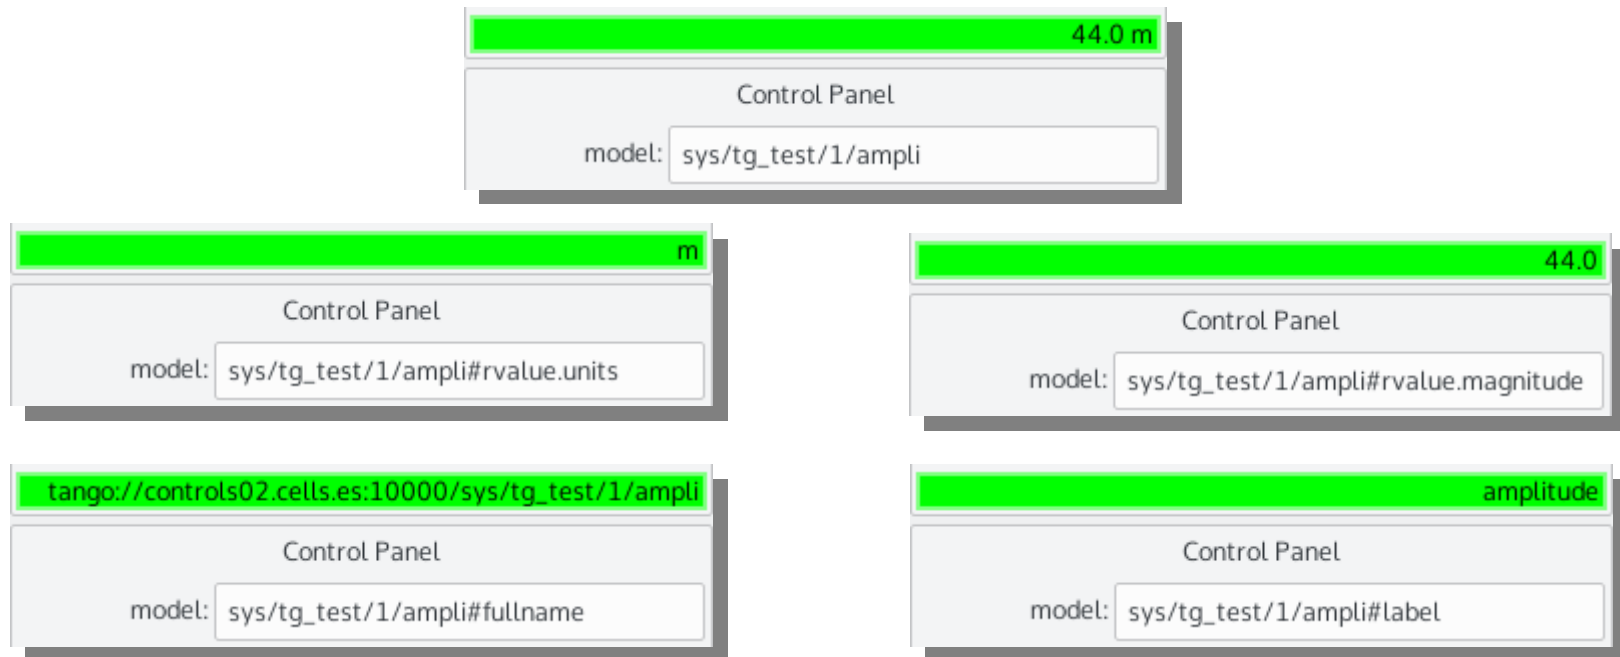 44.0 m
Control Panel
model: sys/tg_test/1/ampli
m
Control Panel
model: sys/tg_test/1/ampli#rvalue.units
44.0
Control Panel
model: sys/tg_test/1/ampli#rvalue.magnitude
tango://controls02.cells.es:10000/sys/tg_test/1/ampli
Control Panel
model: sys/tg_test/1/ampli#fullname
amplitude
Control Panel
model: sys/tg_test/1/ampli#label